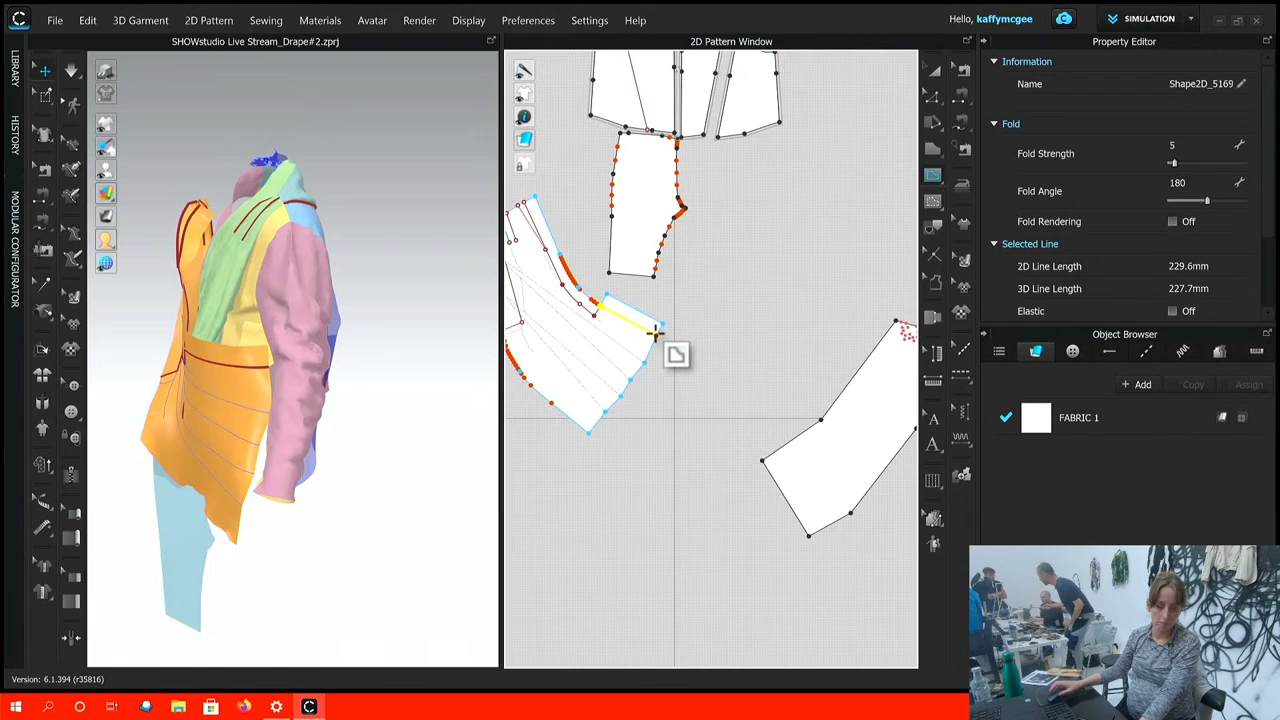 File
Edit
3D Garment
2D Pattern
Sewing
Materials
Avatar
Render
Display
Preferences
Settings
Help
Hello, kaffymcgee
SIMULATION
SHOWstudio Live Stream_Drape#2.zprj
2D Pattern Window
Property Editor
LIBRARY
HISTORY
MODULAR CONFIGURATOR
Information
Name
Shape2D_5169
Fold
Fold Strength
5
Fold Angle
180
Fold Rendering
Off
Selected Line
2D Line Length
229.6mm
3D Line Length
227.7mm
Elastic
Off
Object Browser
+ Add
Copy
Assign
FABRIC 1
A
A
Version: 6.1.394 (r35816)